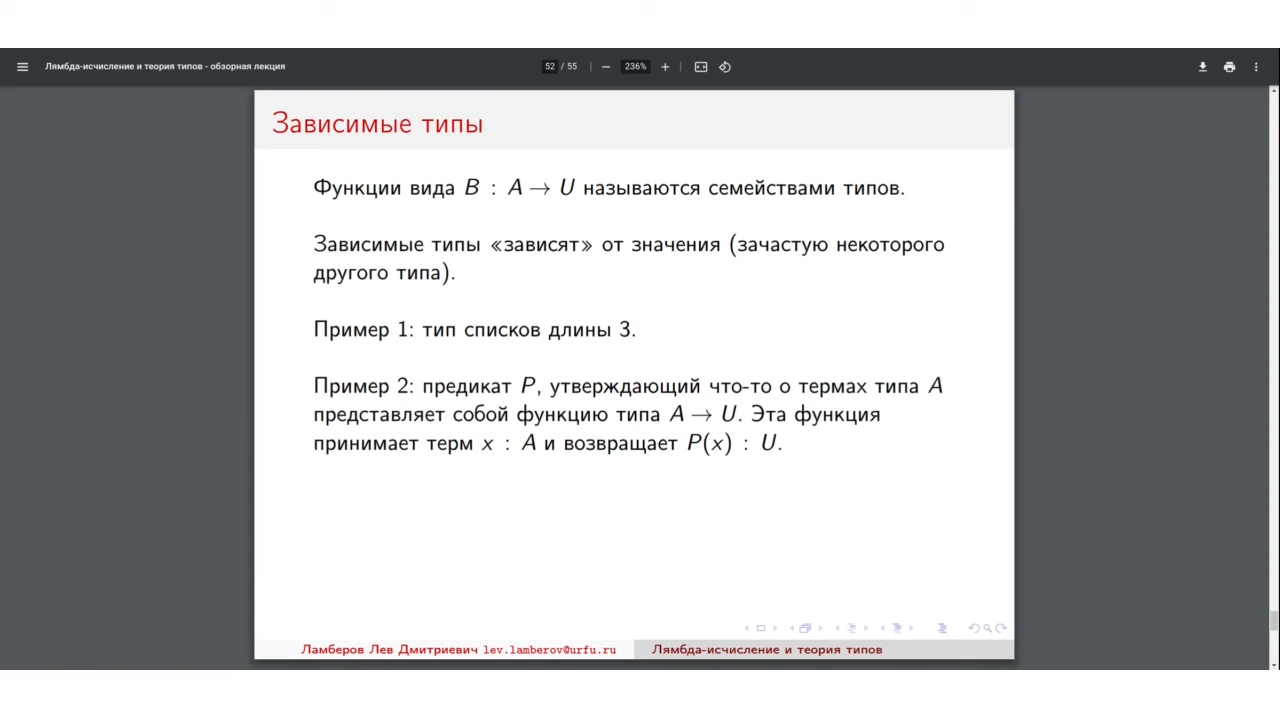 Лямбда-исчисление и теория типов - обзорная лекция
52 / 55
236%
Зависимые типы
Функции вида B : A → U называются семействами типов.
Зависимые типы «зависят» от значения (зачастую некоторого
другого типа).
Пример 1: тип списков длины 3.
Пример 2: предикат P, утверждающий что-то о термах типа A
представляет собой функцию типа A → U. Эта функция
принимает терм x : A и возвращает P(x) : U.
Ламберов Лев Дмитриевич lev.lamberov@urfu.ru
Лямбда-исчисление и теория типов